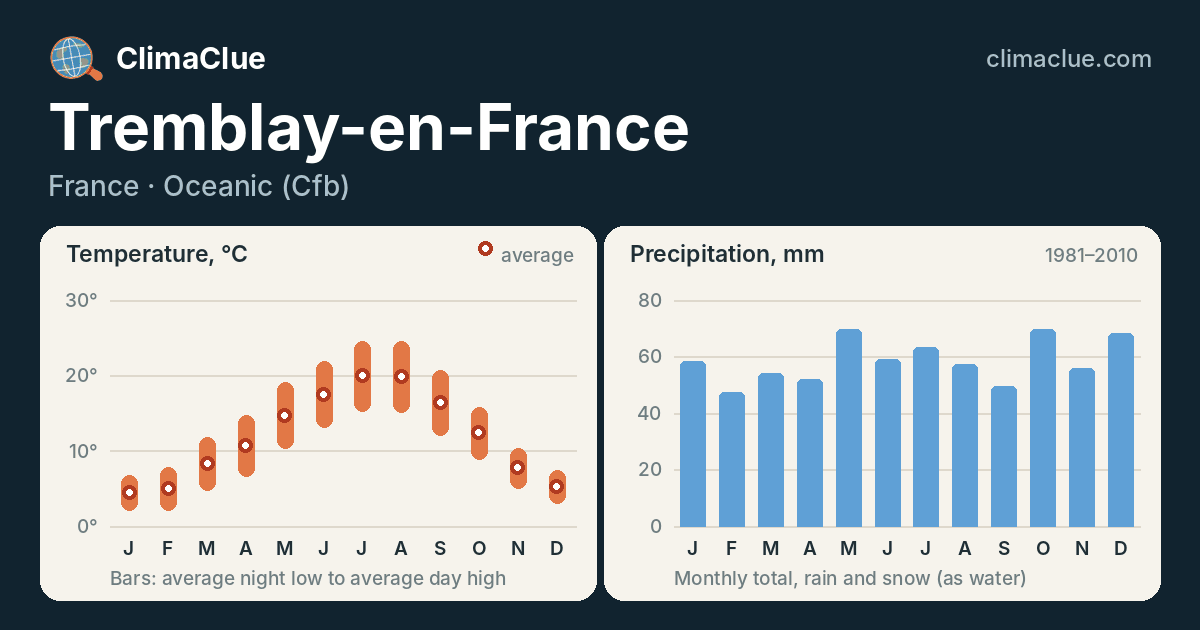 ClimaClue
climaclue.com
Tremblay-en-France
France · Oceanic (Cfb)
Temperature, °C
average
30°
20°
10°
0°
J F M A M J J A S O N D
Bars: average night low to average day high
Precipitation, mm
1981–2010
80
60
40
20
0
J F M A M J J A S O N D
Monthly total, rain and snow (as water)